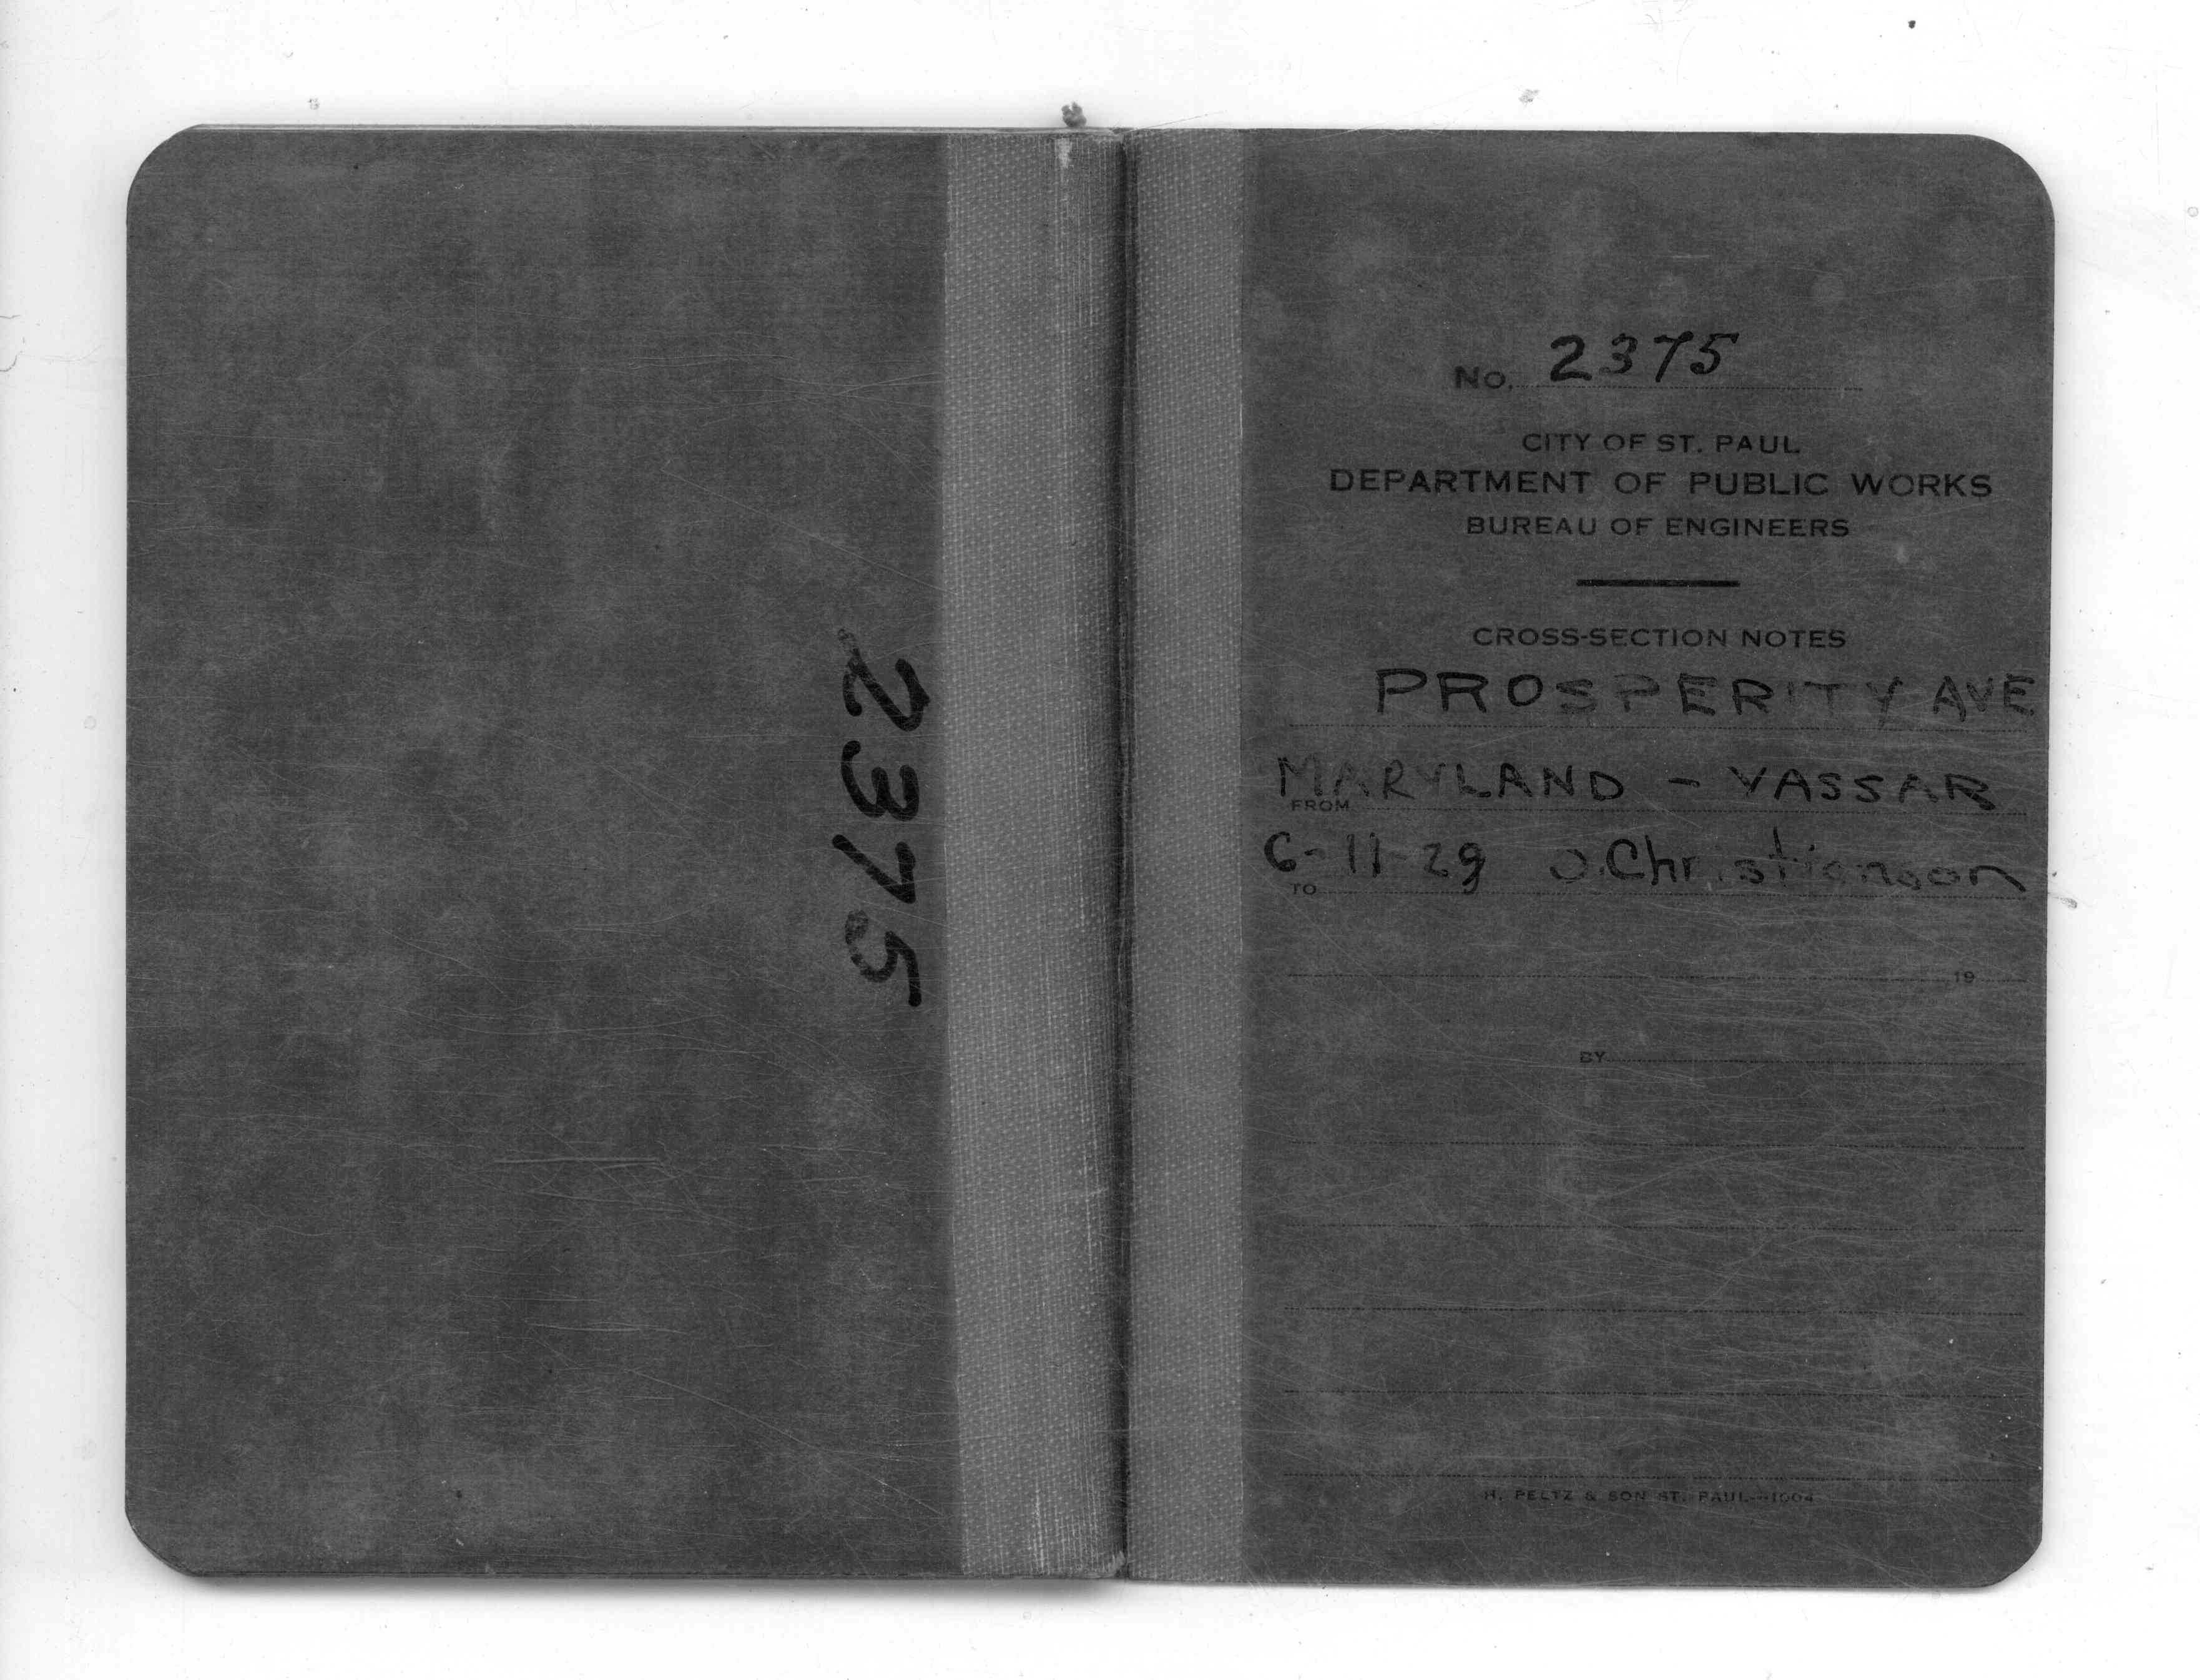 2375
No. 2375
CITY OF ST. PAUL
DEPARTMENT OF PUBLIC WORKS
BUREAU OF ENGINEERS
CROSS-SECTION NOTES
PROSPERITY AVE
MARYLAND - VASSAR
FROM
6-11-29 O. Christianson
TO
19
BY
H. PELTZ & SON ST. PAUL-1004